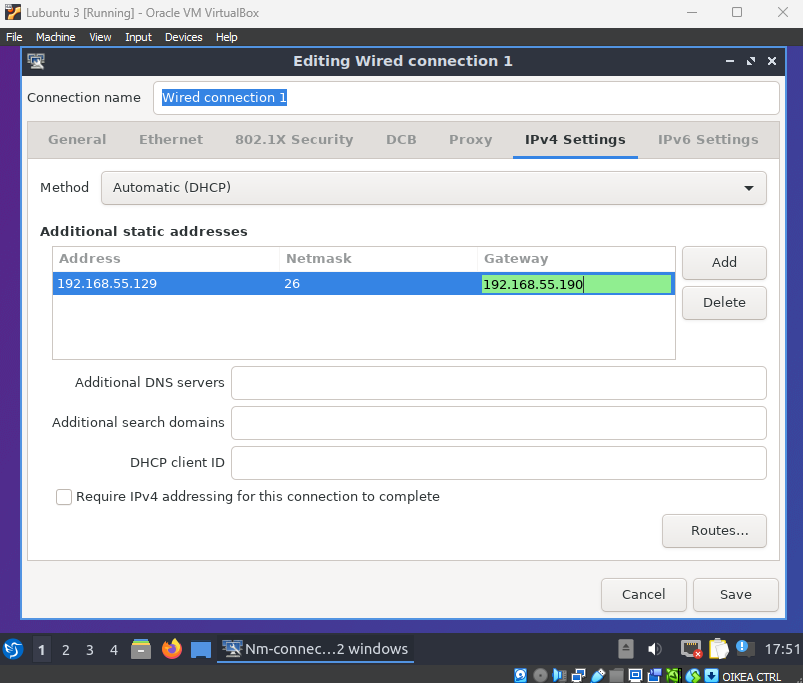 Lubuntu 3 [Running] - Oracle VM VirtualBox
File Machine View Input Devices Help
Editing Wired connection 1
Connection name Wired connection 1
General Ethernet 802.1X Security DCB Proxy IPv4 Settings IPv6 Settings
Method Automatic (DHCP)
Additional static addresses
Address Netmask Gateway
Add
192.168.55.129 26 192.168.55.190
Delete
Additional DNS servers
Additional search domains
DHCP client ID
Require IPv4 addressing for this connection to complete
Routes...
Cancel Save
1 2 3 4 Nm-connec...2 windows 17:51
OIKEA CTRL